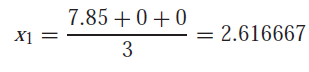 x₁ = (7.85 + 0 + 0) / 3 = 2.616667